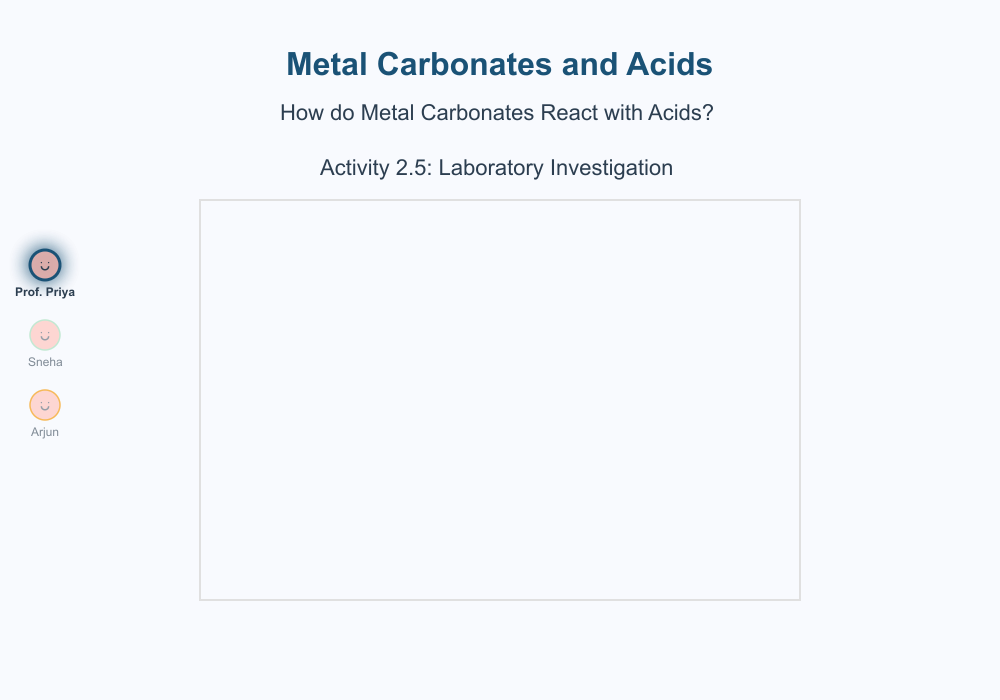 Metal Carbonates and Acids
How do Metal Carbonates React with Acids?
Activity 2.5: Laboratory Investigation
Prof. Priya
Sneha
Arjun